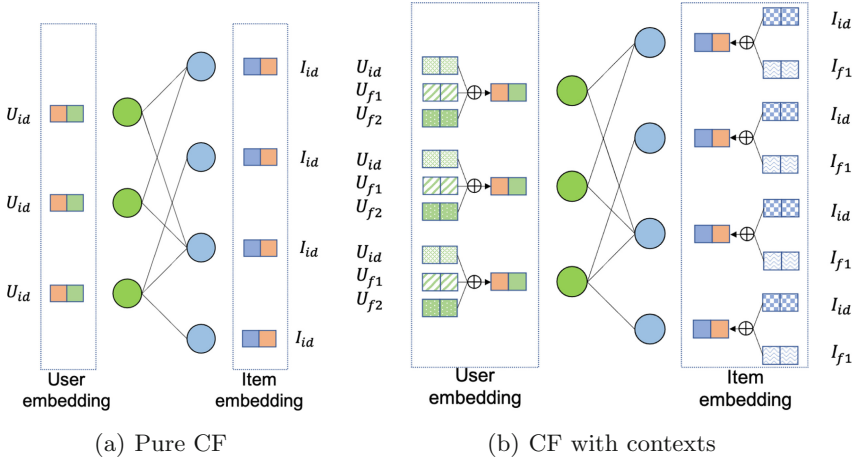 U_id
U_id
U_id
I_id
I_id
I_id
I_id
User
embedding
Item
embedding
(a) Pure CF
U_id
U_f1
U_f2
U_id
U_f1
U_f2
U_id
U_f1
U_f2
I_id
I_f1
I_id
I_f1
I_id
I_f1
I_id
I_f1
User
embedding
Item
embedding
(b) CF with contexts